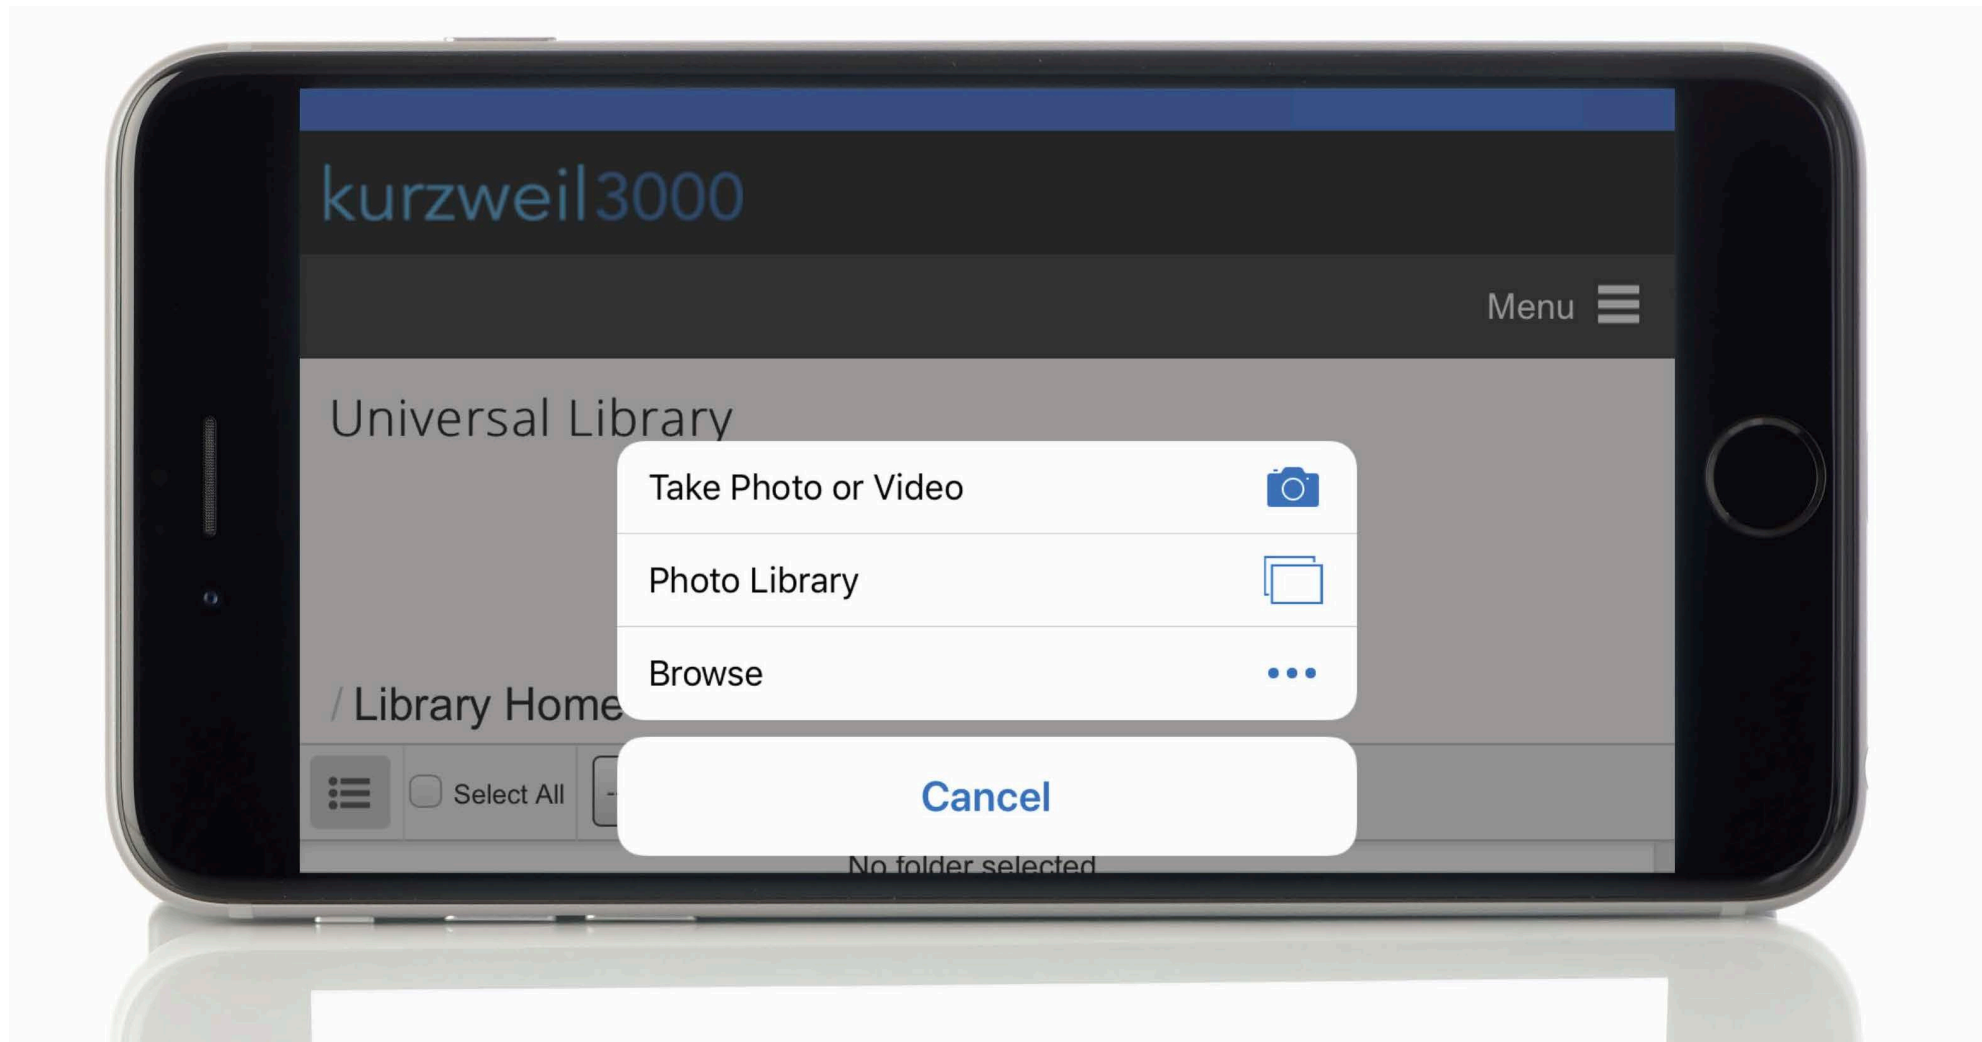 kurzweil3000
Menu
Universal Library
Take Photo or Video
Photo Library
Browse
/ Library Home
Select All
Cancel
No folder selected